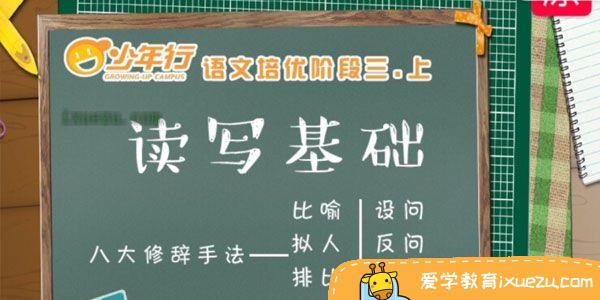 少年行
GROWING-UP CAMPUS
语文培优阶段三.上
读写基础
比喻 设问
八大修辞手法 拟人 反问
排比
爱学教育ixuezu.com